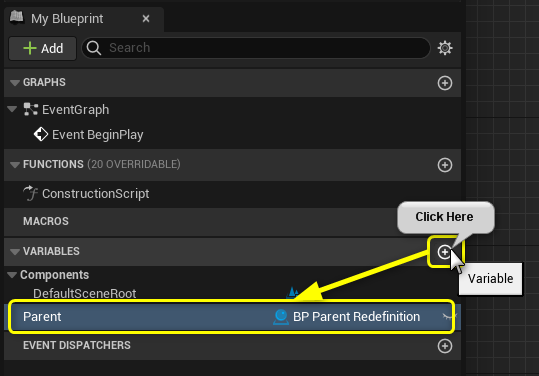 My Blueprint
Add
Search
GRAPHS
EventGraph
Event BeginPlay
FUNCTIONS (20 OVERRIDABLE)
ConstructionScript
MACROS
Click Here
VARIABLES
Variable
Components
DefaultSceneRoot
Parent BP Parent Redefinition
EVENT DISPATCHERS